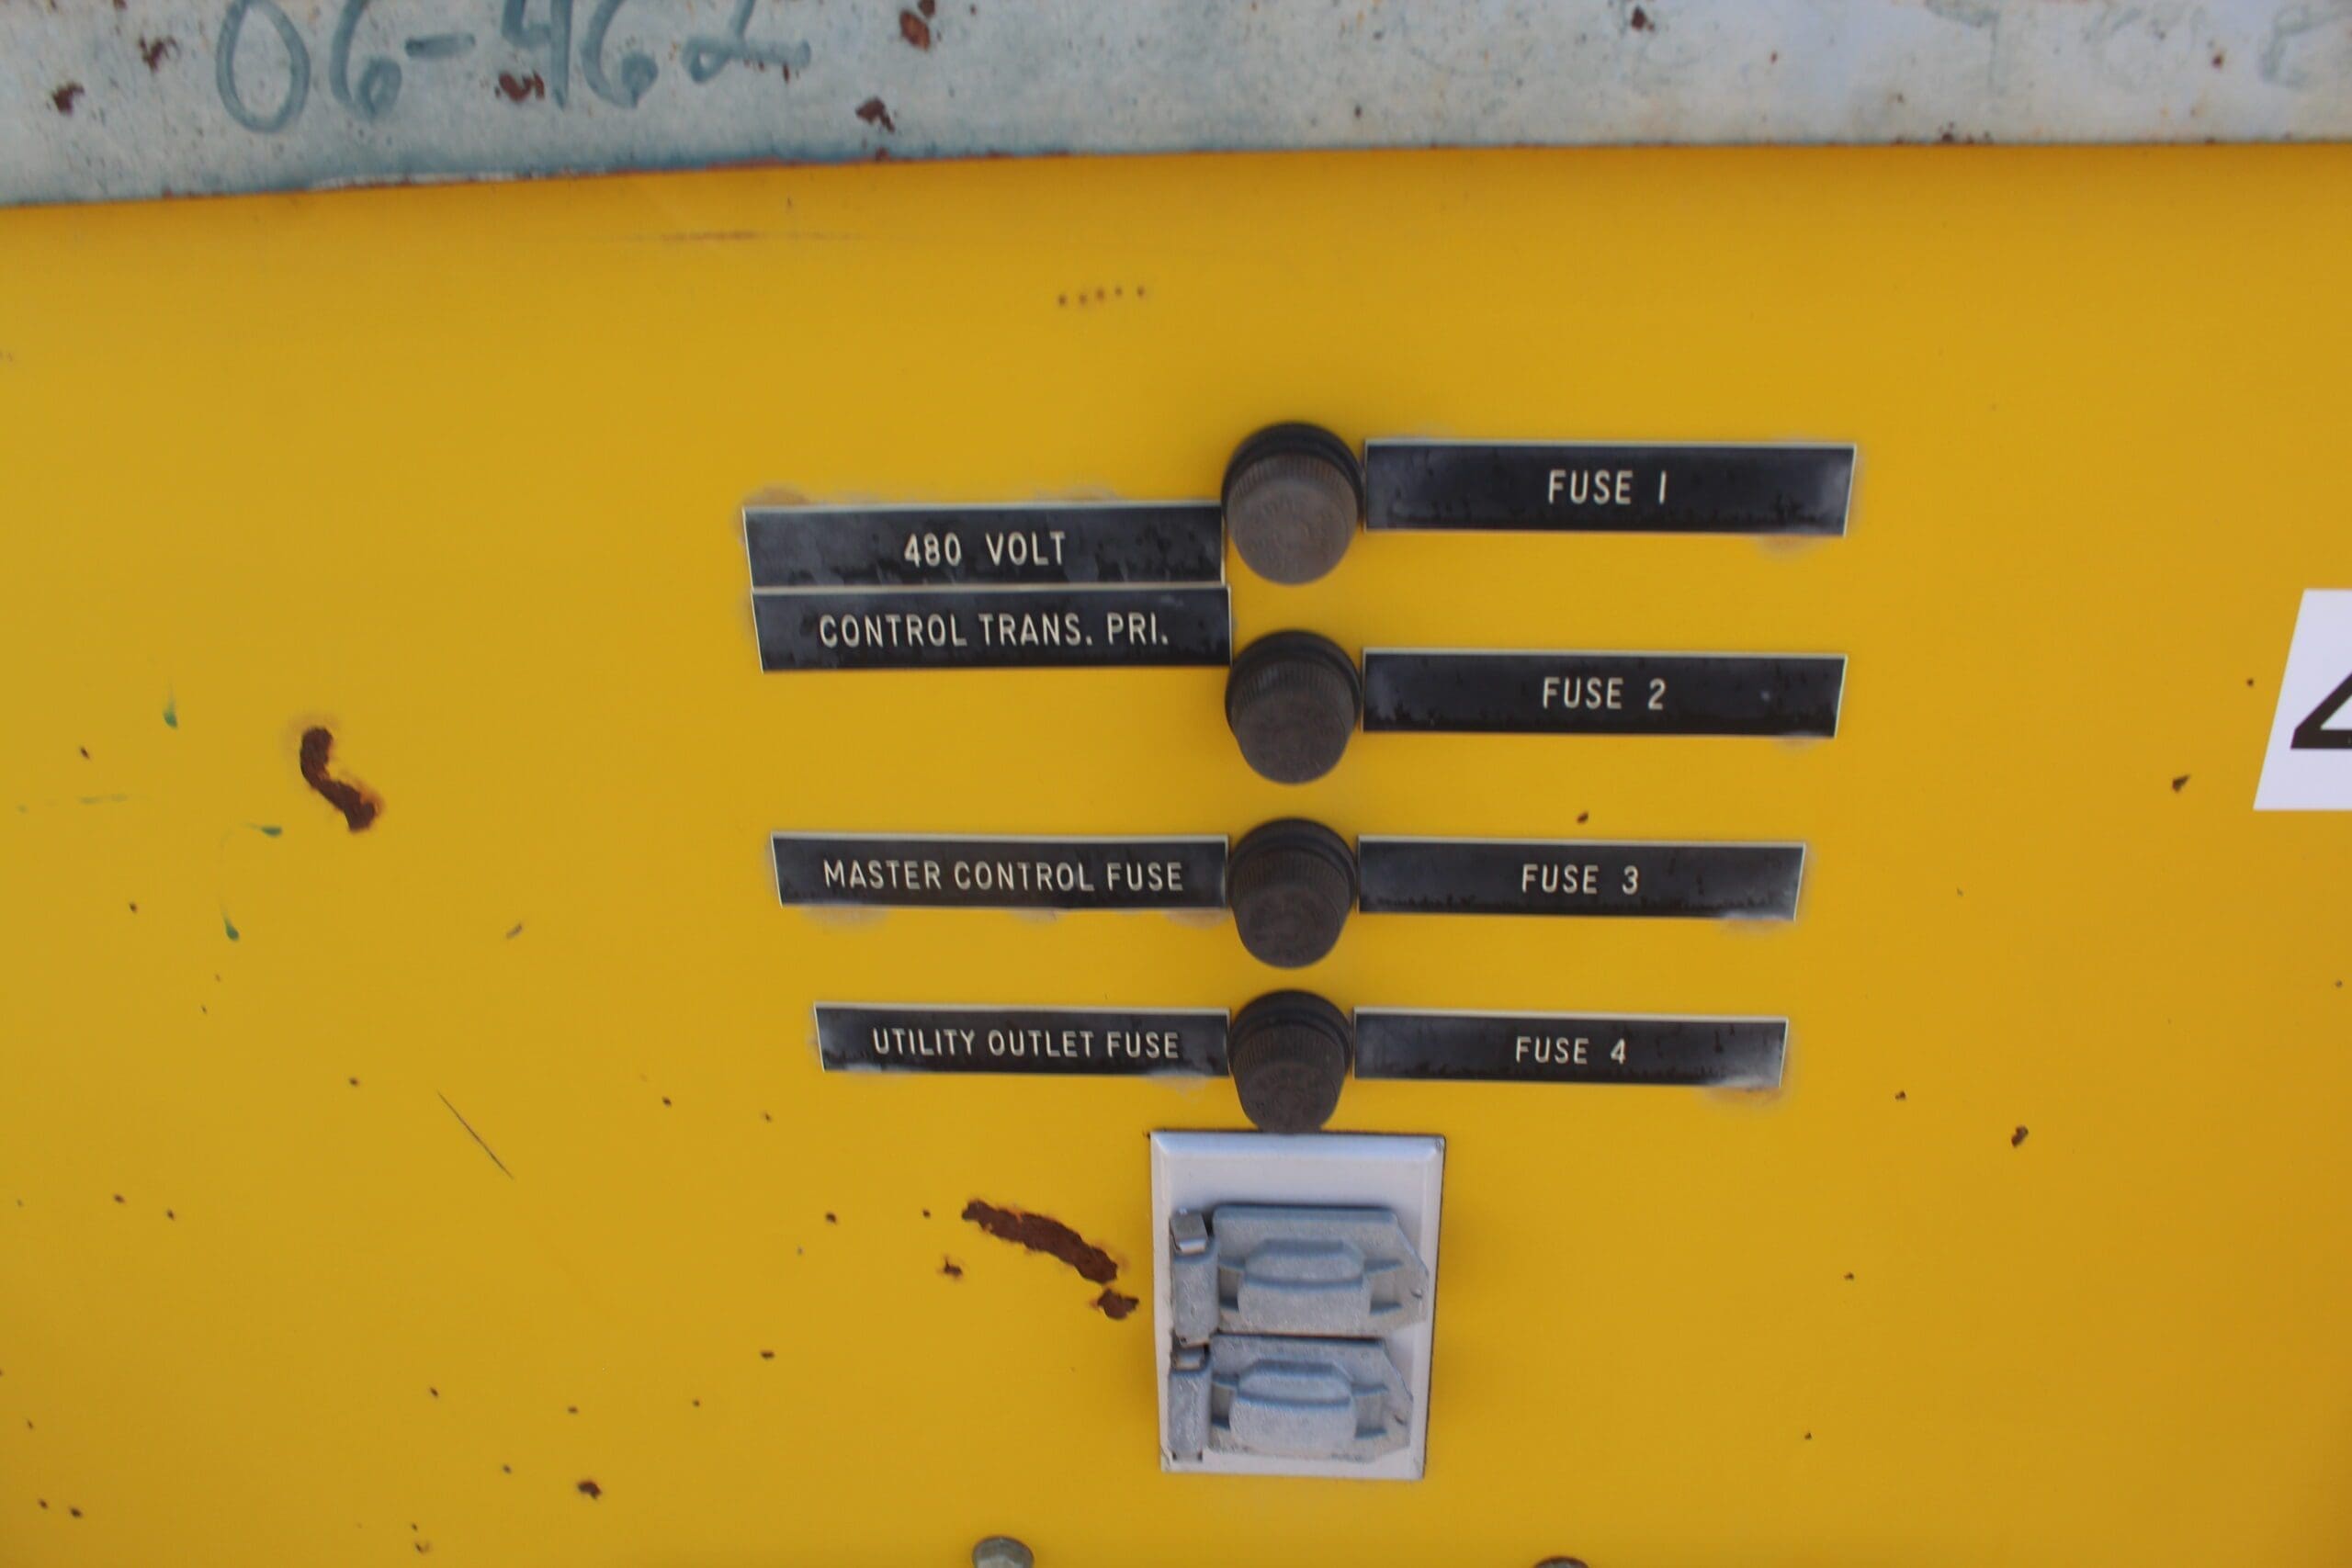 06-462
FUSE 1
480 VOLT
CONTROL TRANS. PRI.
FUSE 2
MASTER CONTROL FUSE
FUSE 3
UTILITY OUTLET FUSE
FUSE 4